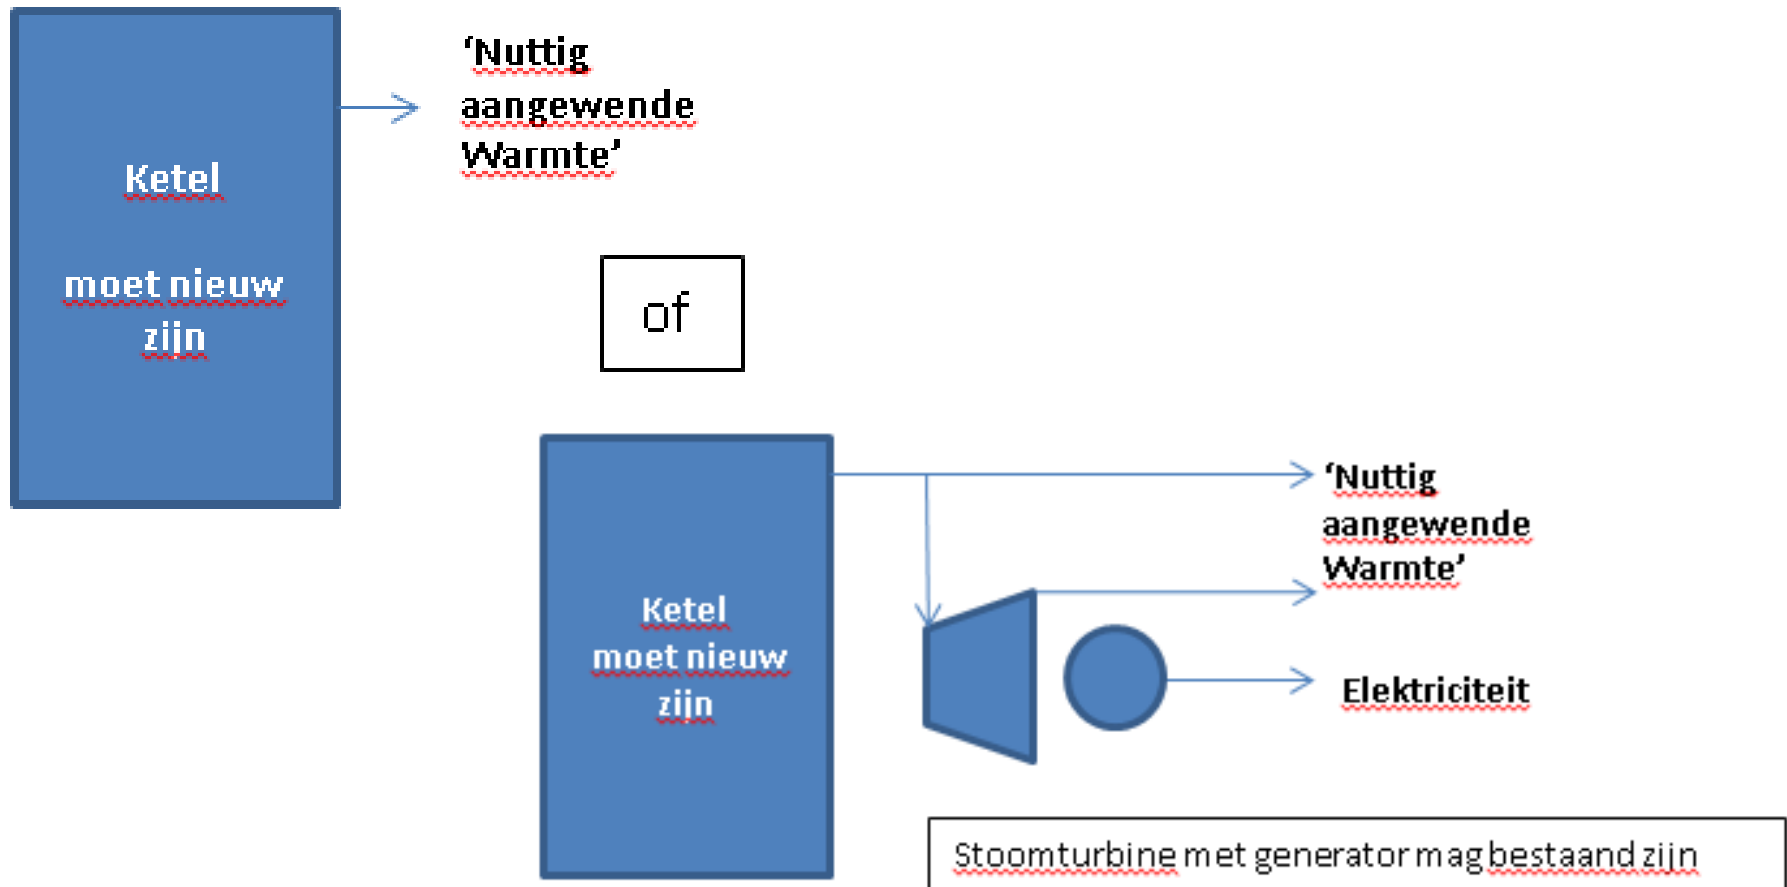 ‘Nuttig
aangewende
Warmte’
Ketel
moet nieuw
zijn
of
‘Nuttig
aangewende
Warmte’
Ketel
moet nieuw
zijn
Elektriciteit
Stoomturbine met generator mag bestaand zijn